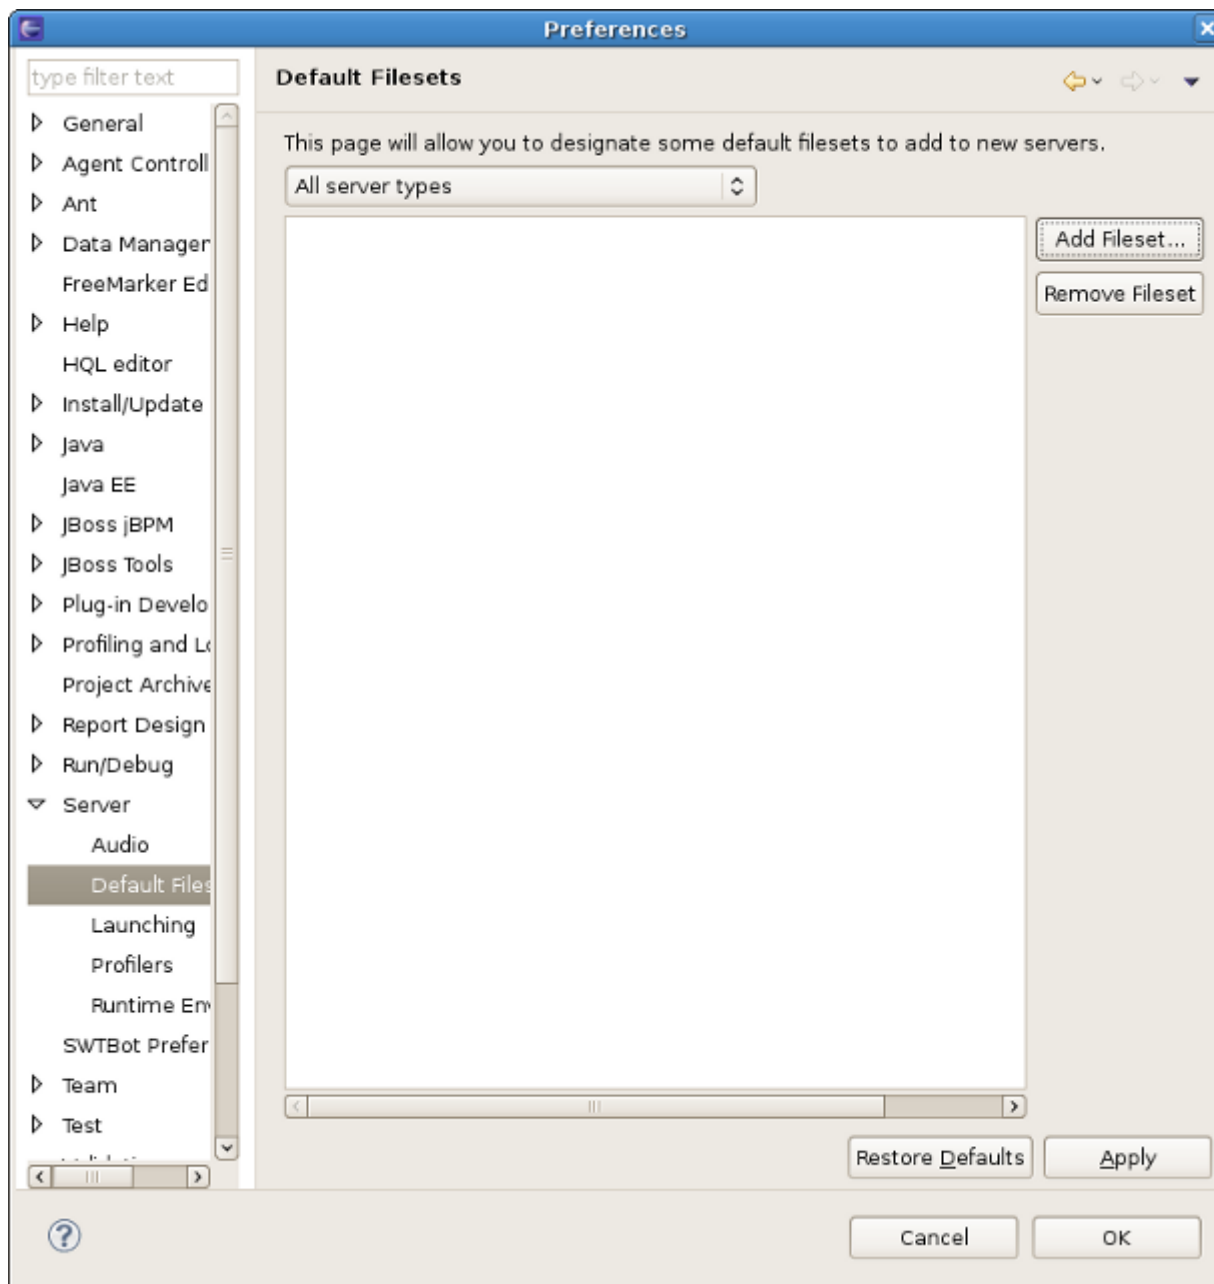 Preferences
type filter text
Default Filesets
General
Agent Controll
Ant
Data Manager
FreeMarker Ed
Help
HQL editor
Install/Update
Java
Java EE
JBoss jBPM
JBoss Tools
Plug-in Develo
Profiling and Lo
Project Archive
Report Design
Run/Debug
Server
Audio
Default Files
Launching
Profilers
Runtime Env
SWTBot Prefer
Team
Test
This page will allow you to designate some default filesets to add to new servers.
All server types
Add Fileset...
Remove Fileset
Restore Defaults
Apply
Cancel
OK